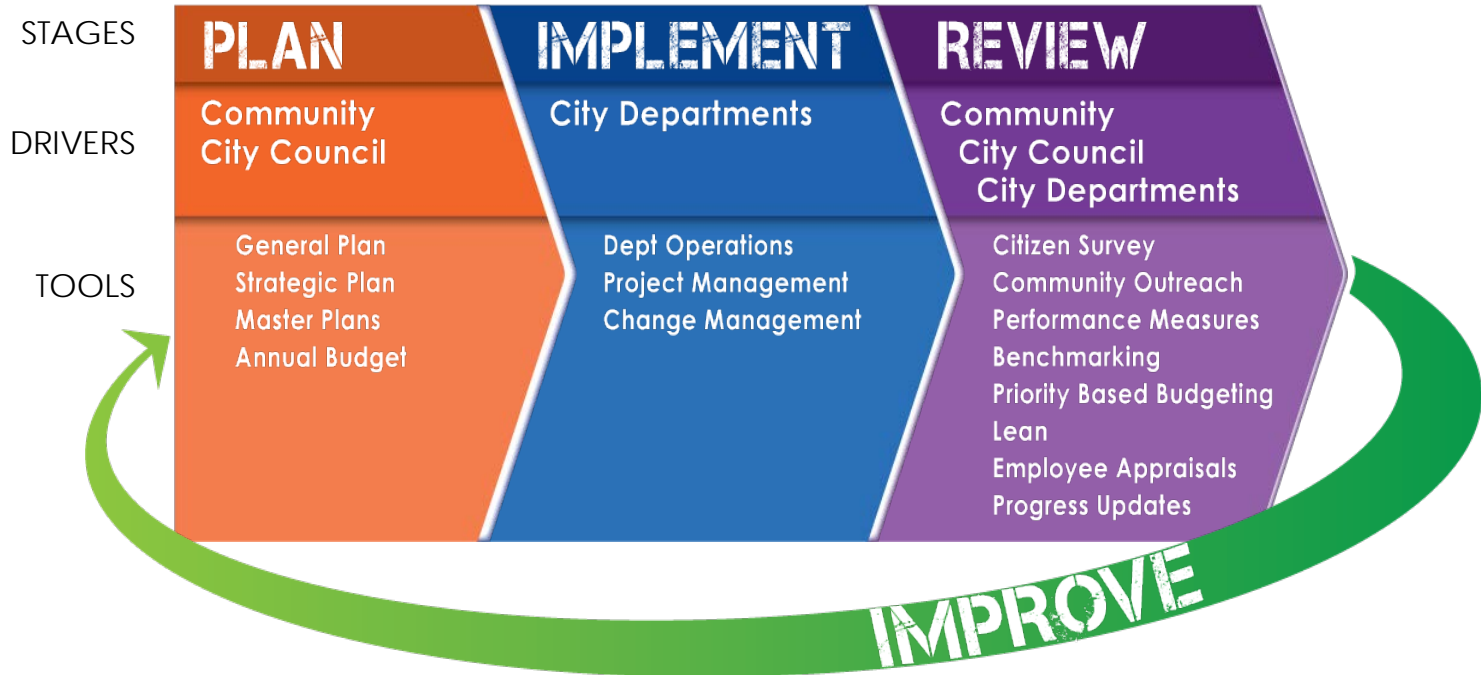 STAGES
PLAN
IMPLEMENT
REVIEW
DRIVERS
Community
City Council
City Departments
Community
City Council
City Departments
TOOLS
General Plan
Strategic Plan
Master Plans
Annual Budget
Dept Operations
Project Management
Change Management
Citizen Survey
Community Outreach
Performance Measures
Benchmarking
Priority Based Budgeting
Lean
Employee Appraisals
Progress Updates
IMPROVE